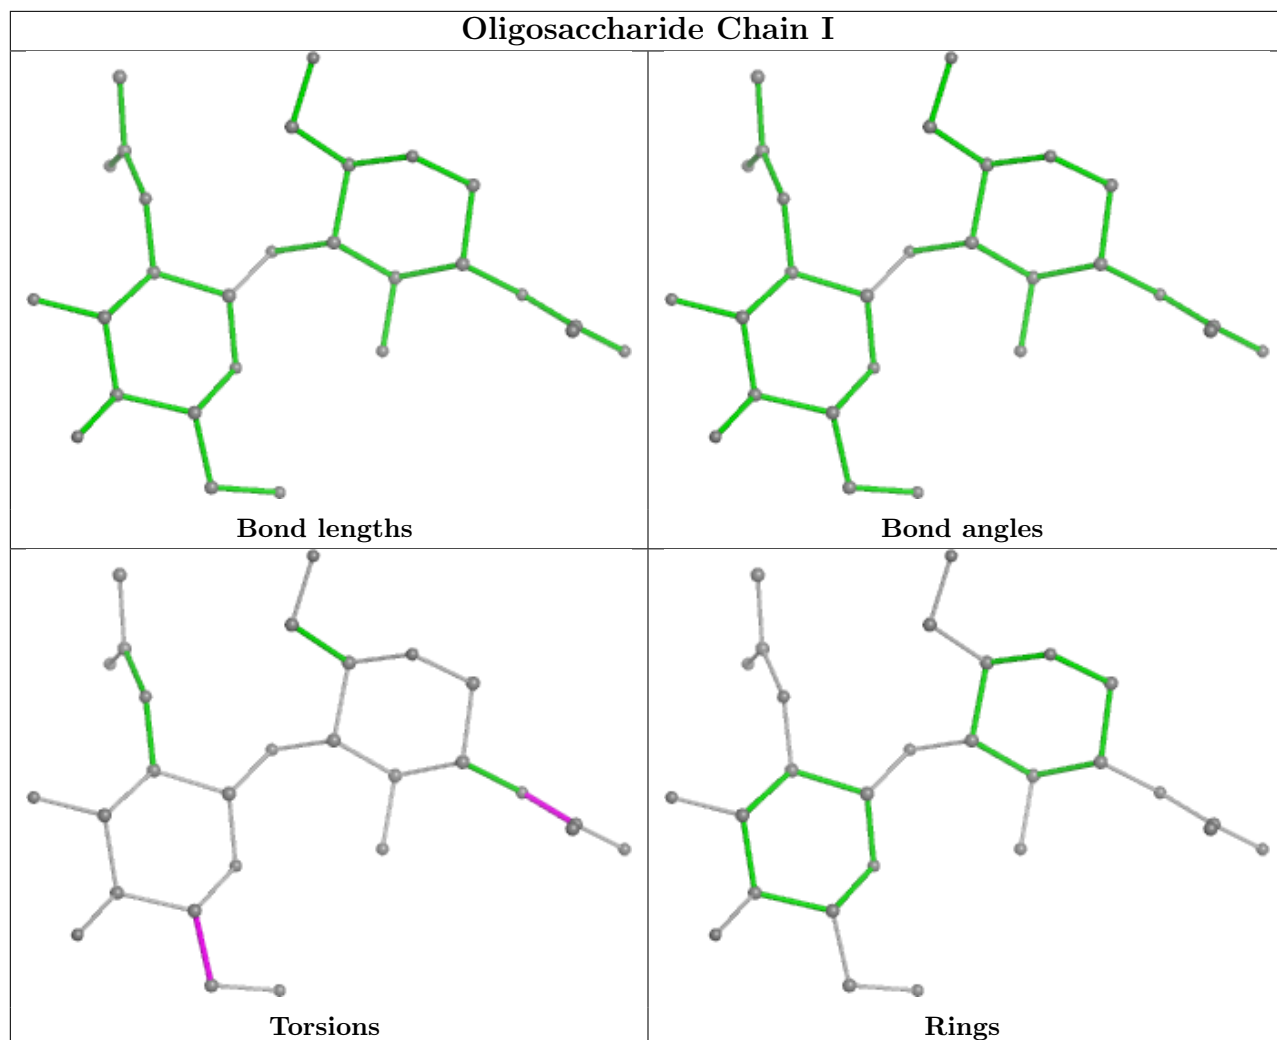 Oligosaccharide Chain I
Bond lengths
Bond angles
Torsions
Rings